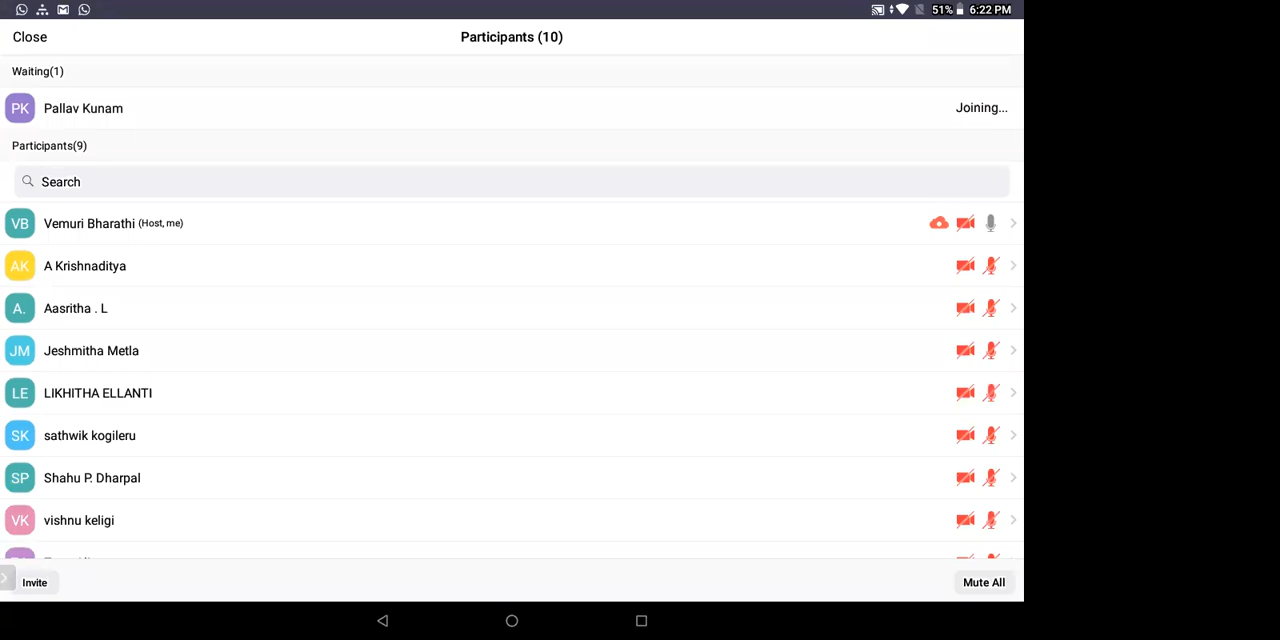 51% 6:22 PM
Close Participants (10)
Waiting(1)
PK Pallav Kunam Joining...
Participants(9)
Search
VB Vemuri Bharathi (Host, me)
AK A Krishnaditya
A. Aasritha . L
JM Jeshmitha Metla
LE LIKHITHA ELLANTI
SK sathwik kogileru
SP Shahu P. Dharpal
VK vishnu keligi
Invite Mute All